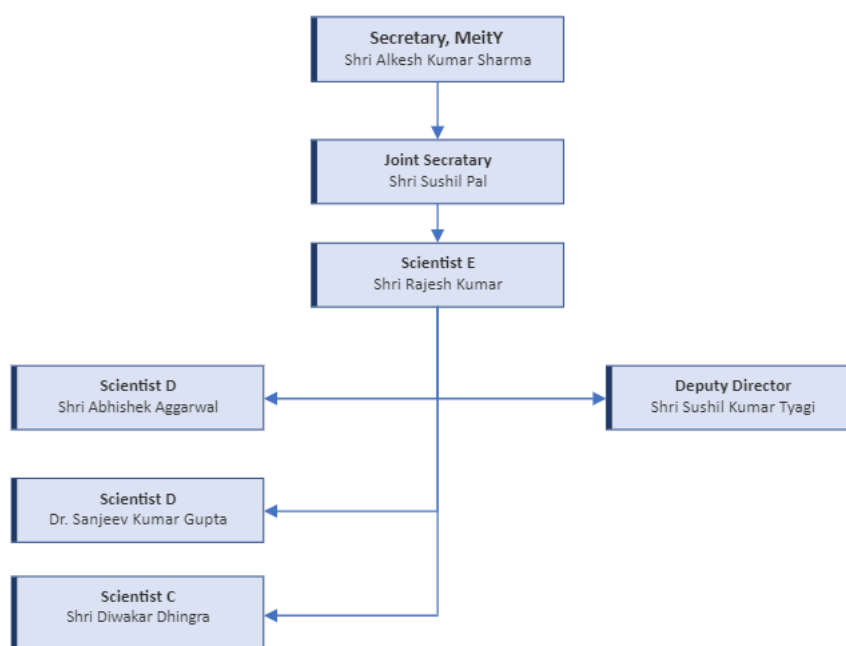 Secretary, MeitY
Shri Alkesh Kumar Sharma
Joint Secratary
Shri Sushil Pal
Scientist E
Shri Rajesh Kumar
Scientist D
Shri Abhishek Aggarwal
Deputy Director
Shri Sushil Kumar Tyagi
Scientist D
Dr. Sanjeev Kumar Gupta
Scientist C
Shri Diwakar Dhingra